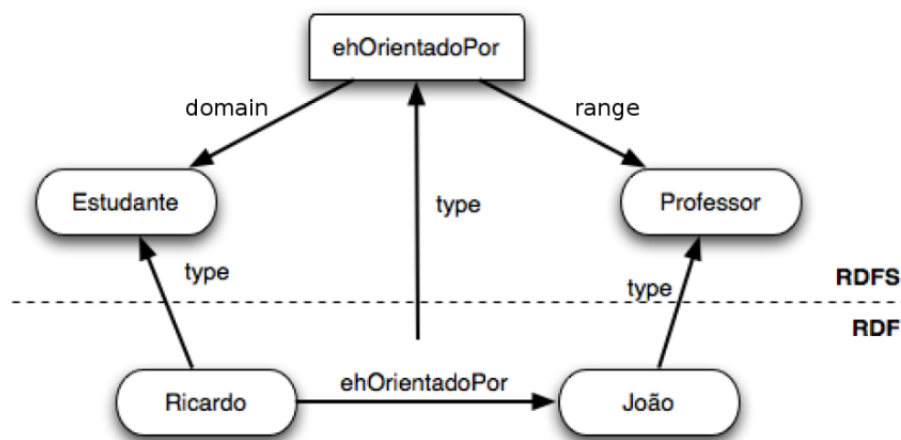 ehOrientadoPor
domain
range
Estudante
type
Professor
type
type
RDFS
RDF
Ricardo
ehOrientadoPor
João